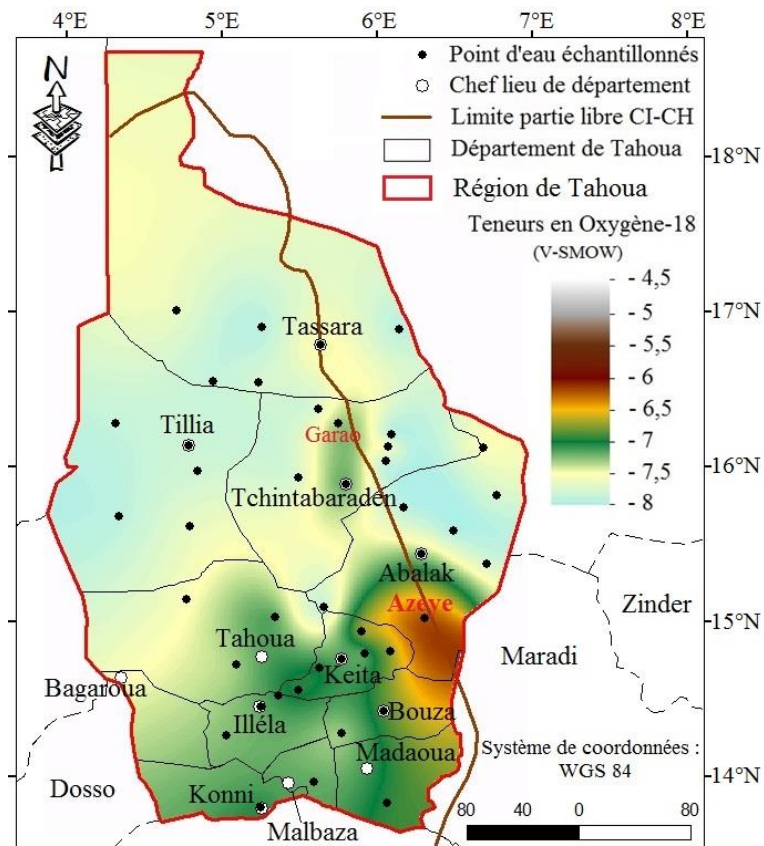 4°E 5°E 6°E 7°E 8°E
N
Point d'eau échantillonnés
Chef lieu de département
Limite partie libre CI-CH
Département de Tahoua
Région de Tahoua
Teneurs en Oxygène-18
(V-SMOW)
- 4,5
- 5
- 5,5
- 6
- 6,5
- 7
- 7,5
- 8
18°N
17°N
16°N
15°N
14°N
Tassara
Tillia
Garao
Tchintabaraden
Abalak
Azeye
Zinder
Tahoua
Maradi
Keita
Bagaroua
Illéla
Bouza
Madaoua
Système de coordonnées :
WGS 84
Dosso
Konni
Malbaza
80 40 0 80